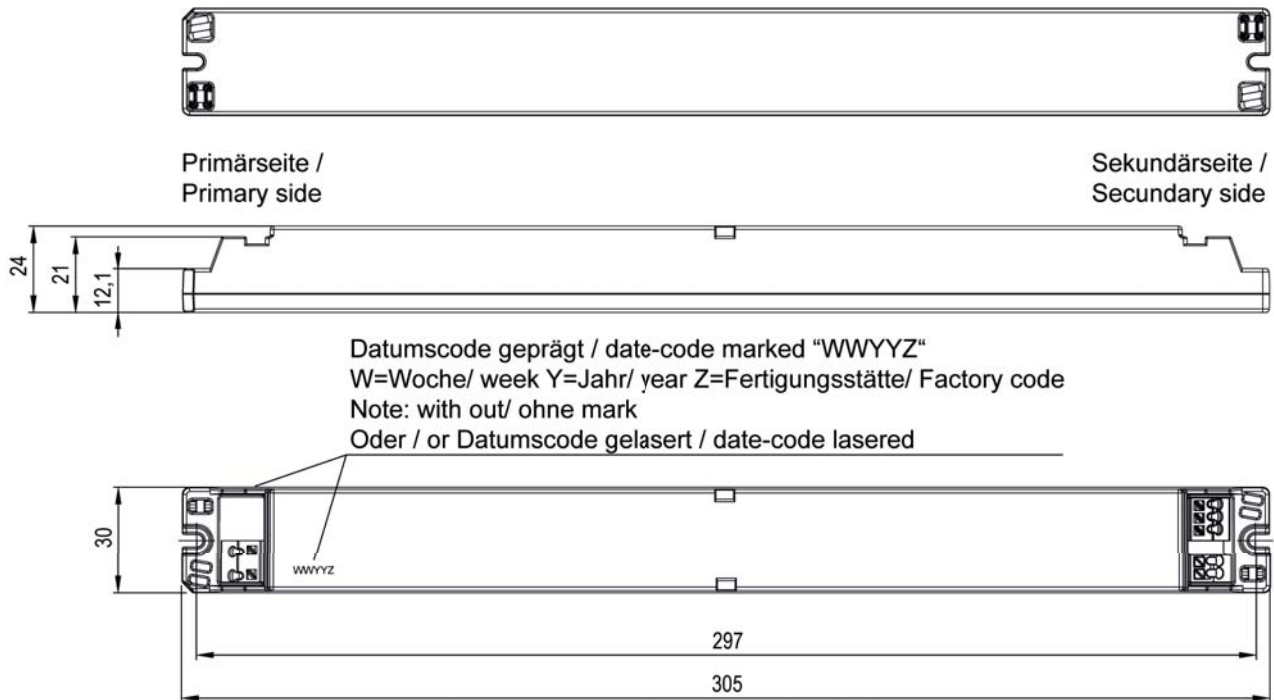 Primärseite /
Primary side
Sekundärseite /
Secundary side
24
21
12,1
Datumscode geprägt / date-code marked “WWYYZ“
W=Woche/ week Y=Jahr/ year Z=Fertigungsstätte/ Factory code
Note: with out/ ohne mark
Oder / or Datumscode gelasert / date-code lasered
30
WWYYZ
297
305